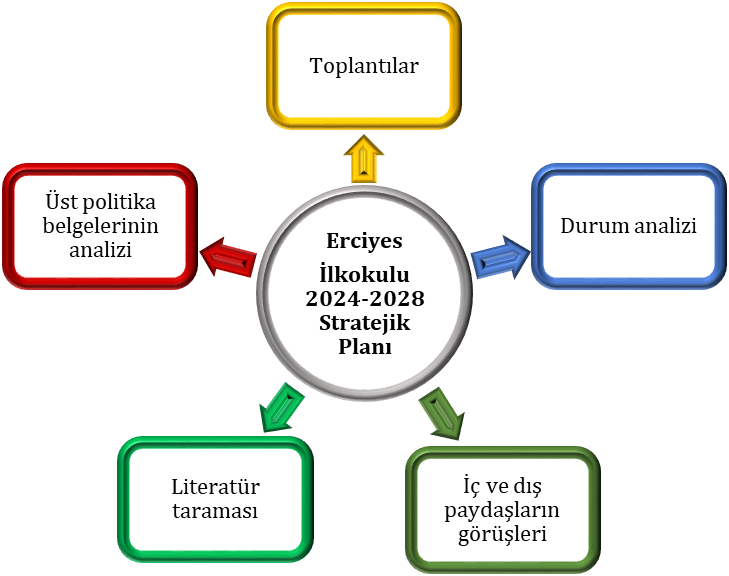 Toplantılar
Üst politika
belgelerinin
analizi
Durum analizi
Erciyes
İlkokulu
2024-2028
Stratejik
Planı
Literatür
taraması
İç ve dış
paydaşların
görüşleri